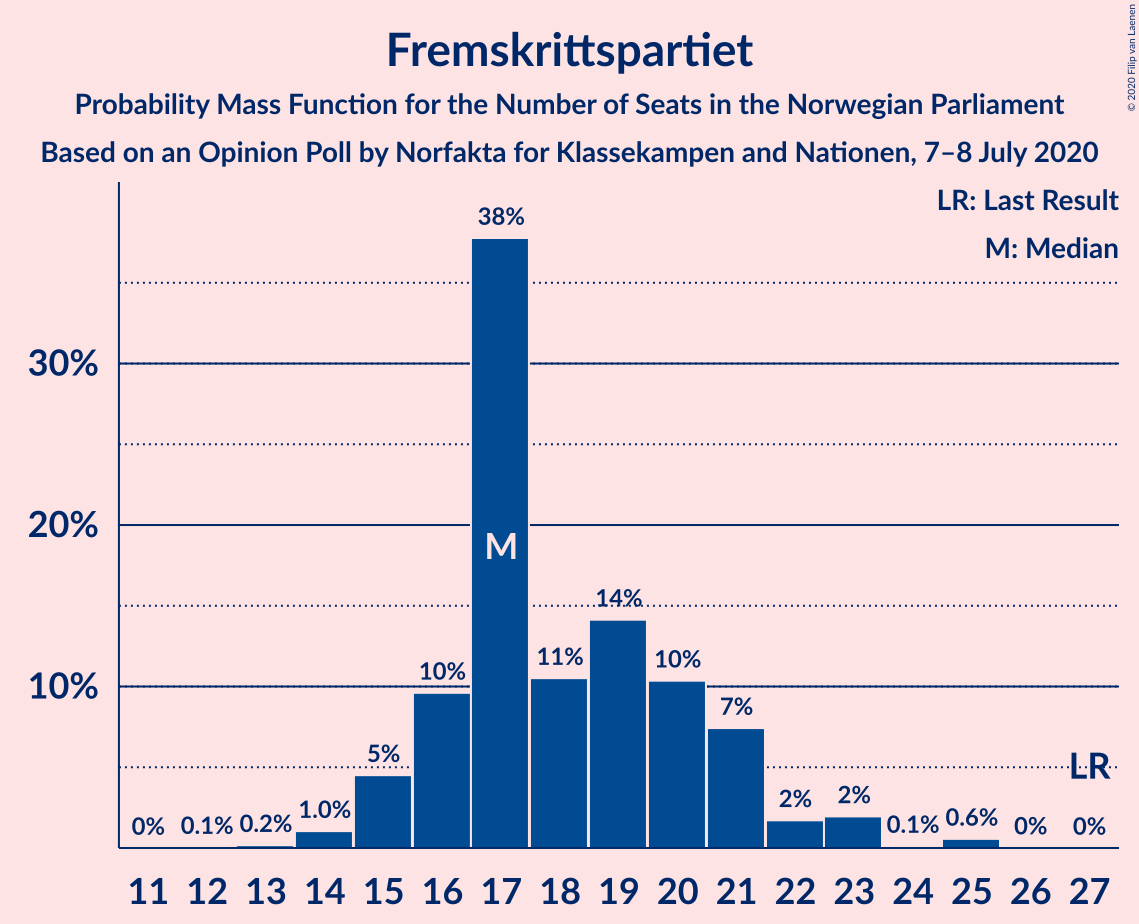 Fremskrittspartiet
Probability Mass Function for the Number of Seats in the Norwegian Parliament
Based on an Opinion Poll by Norfakta for Klassekampen and Nationen, 7–8 July 2020
© 2020 Filip van Laenen
LR: Last Result
M: Median
38%
30%
20%
M
14%
10%
10%
11%
10%
7%
5%
LR
0%
0.1%
0.2%
1.0%
2%
2%
0.1%
0.6%
0%
0%
11 12 13 14 15 16 17 18 19 20 21 22 23 24 25 26 27